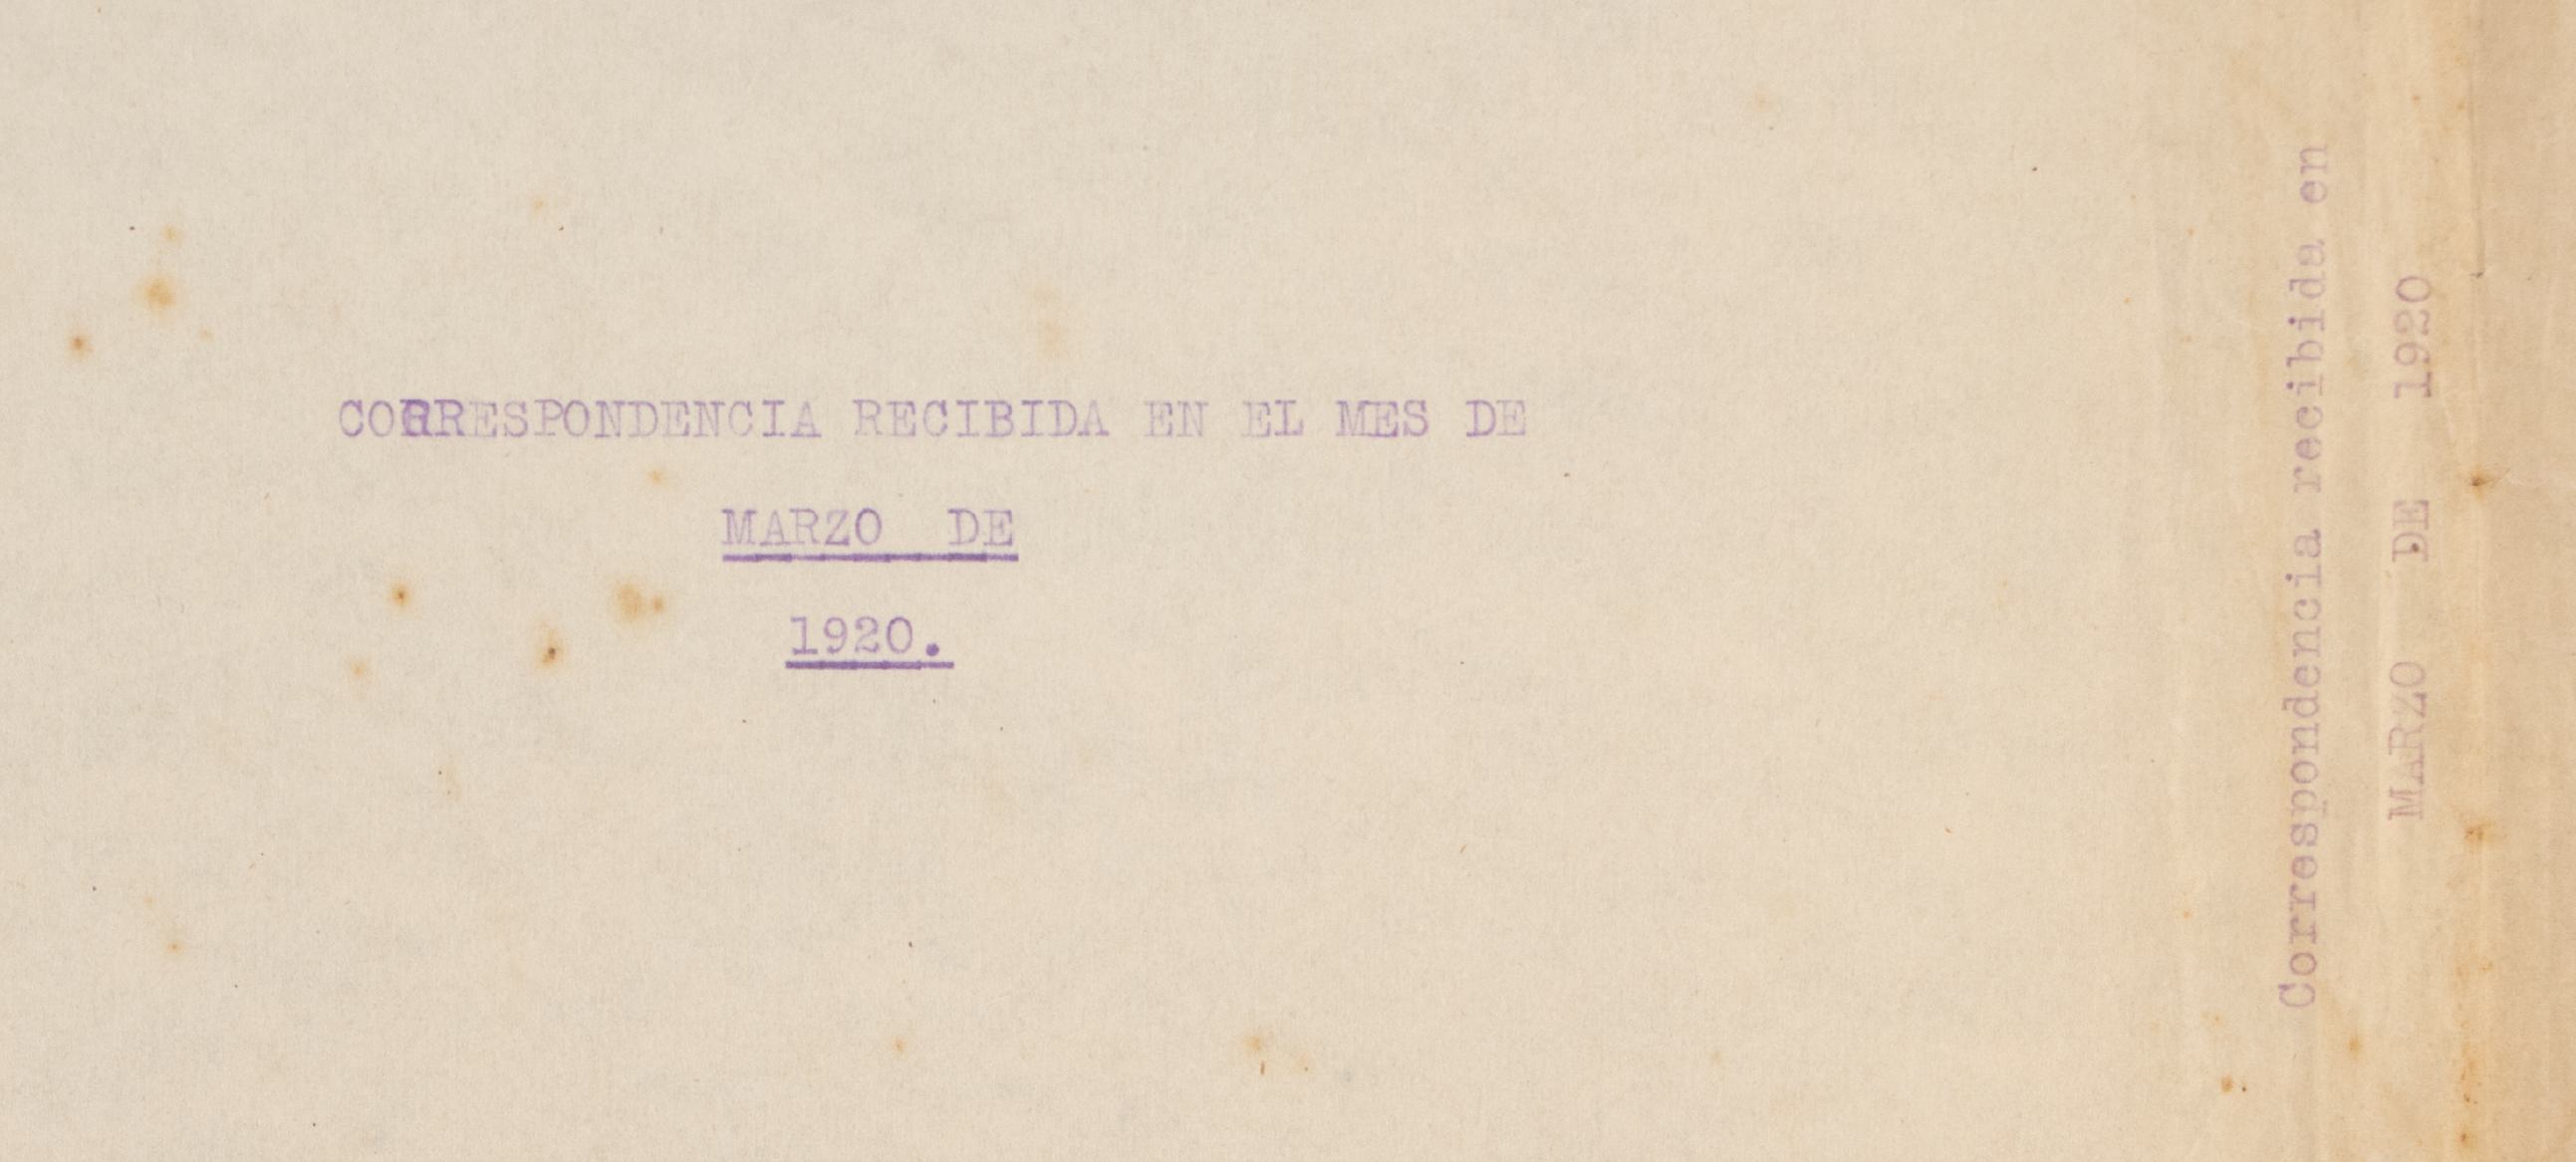 CORRESPONDENCIA RECIBIDA EN EL MES DE
MARZO DE
1920.
Correspondencia recibida en
MARZO DE 1920